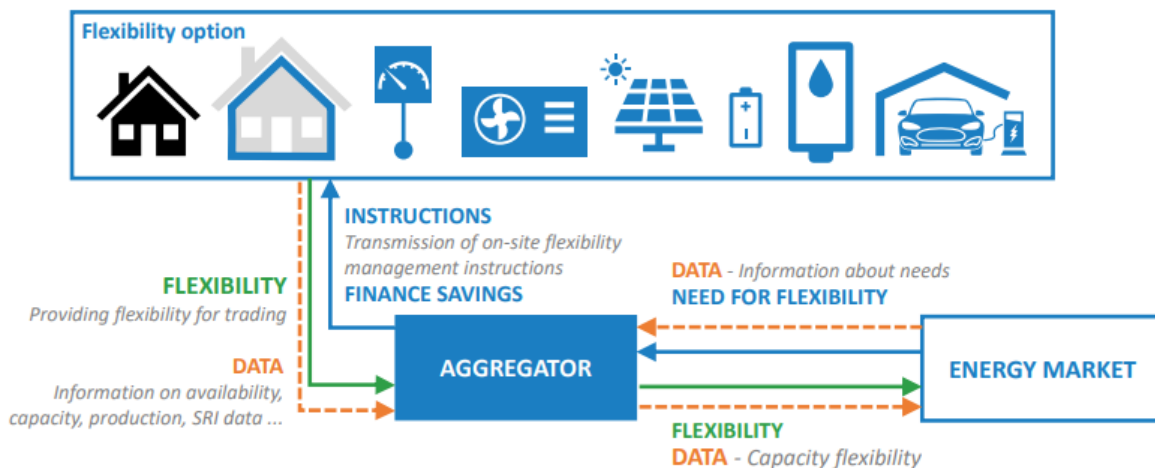 Flexibility option
INSTRUCTIONS
Transmission of on-site flexibility
management instructions
FINANCE SAVINGS
FLEXIBILITY
Providing flexibility for trading
DATA
Information on availability,
capacity, production, SRI data ...
DATA - Information about needs
NEED FOR FLEXIBILITY
AGGREGATOR
ENERGY MARKET
FLEXIBILITY
DATA - Capacity flexibility